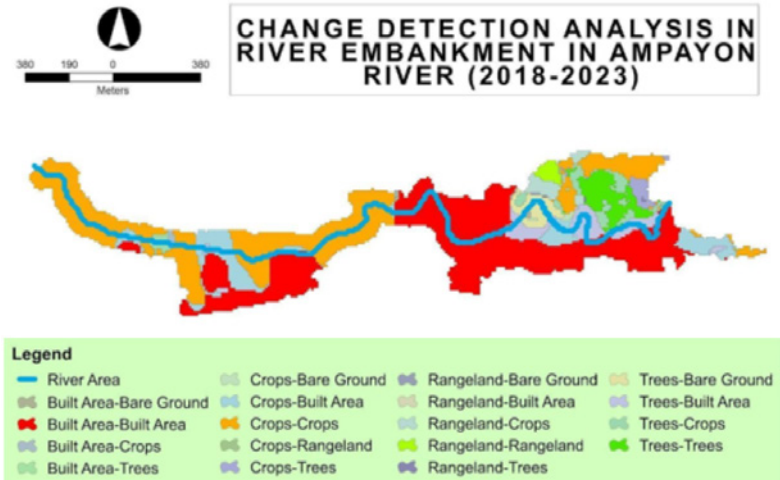 CHANGE DETECTION ANALYSIS IN
RIVER EMBANKMENT IN AMPAYON
RIVER (2018-2023)
380 190 0 380
Meters
Legend
River Area
Built Area-Bare Ground
Built Area-Built Area
Built Area-Crops
Built Area-Trees
Crops-Bare Ground
Crops-Built Area
Crops-Crops
Crops-Rangeland
Crops-Trees
Rangeland-Bare Ground
Rangeland-Built Area
Rangeland-Crops
Rangeland-Rangeland
Rangeland-Trees
Trees-Bare Ground
Trees-Built Area
Trees-Crops
Trees-Trees